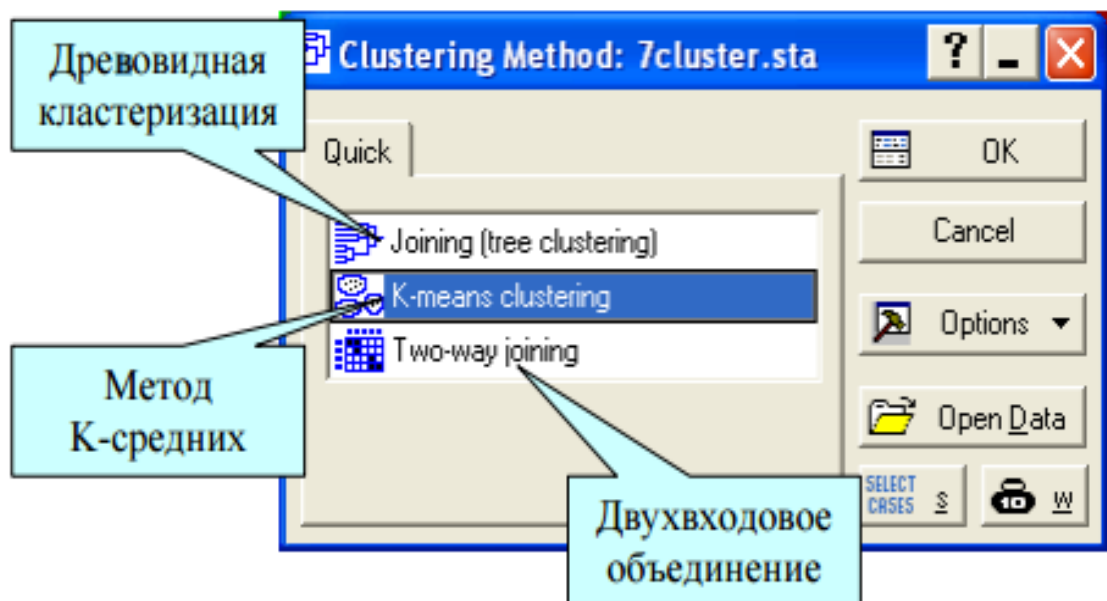 Древовидная
кластеризация
Clustering Method: 7cluster.sta
?
Quick
OK
Joining (tree clustering)
Cancel
K-means clustering
Options
Two-way joining
Метод
К-средних
Open Data
SELECT
CASES
S
10
W
Двухвходовое
объединение